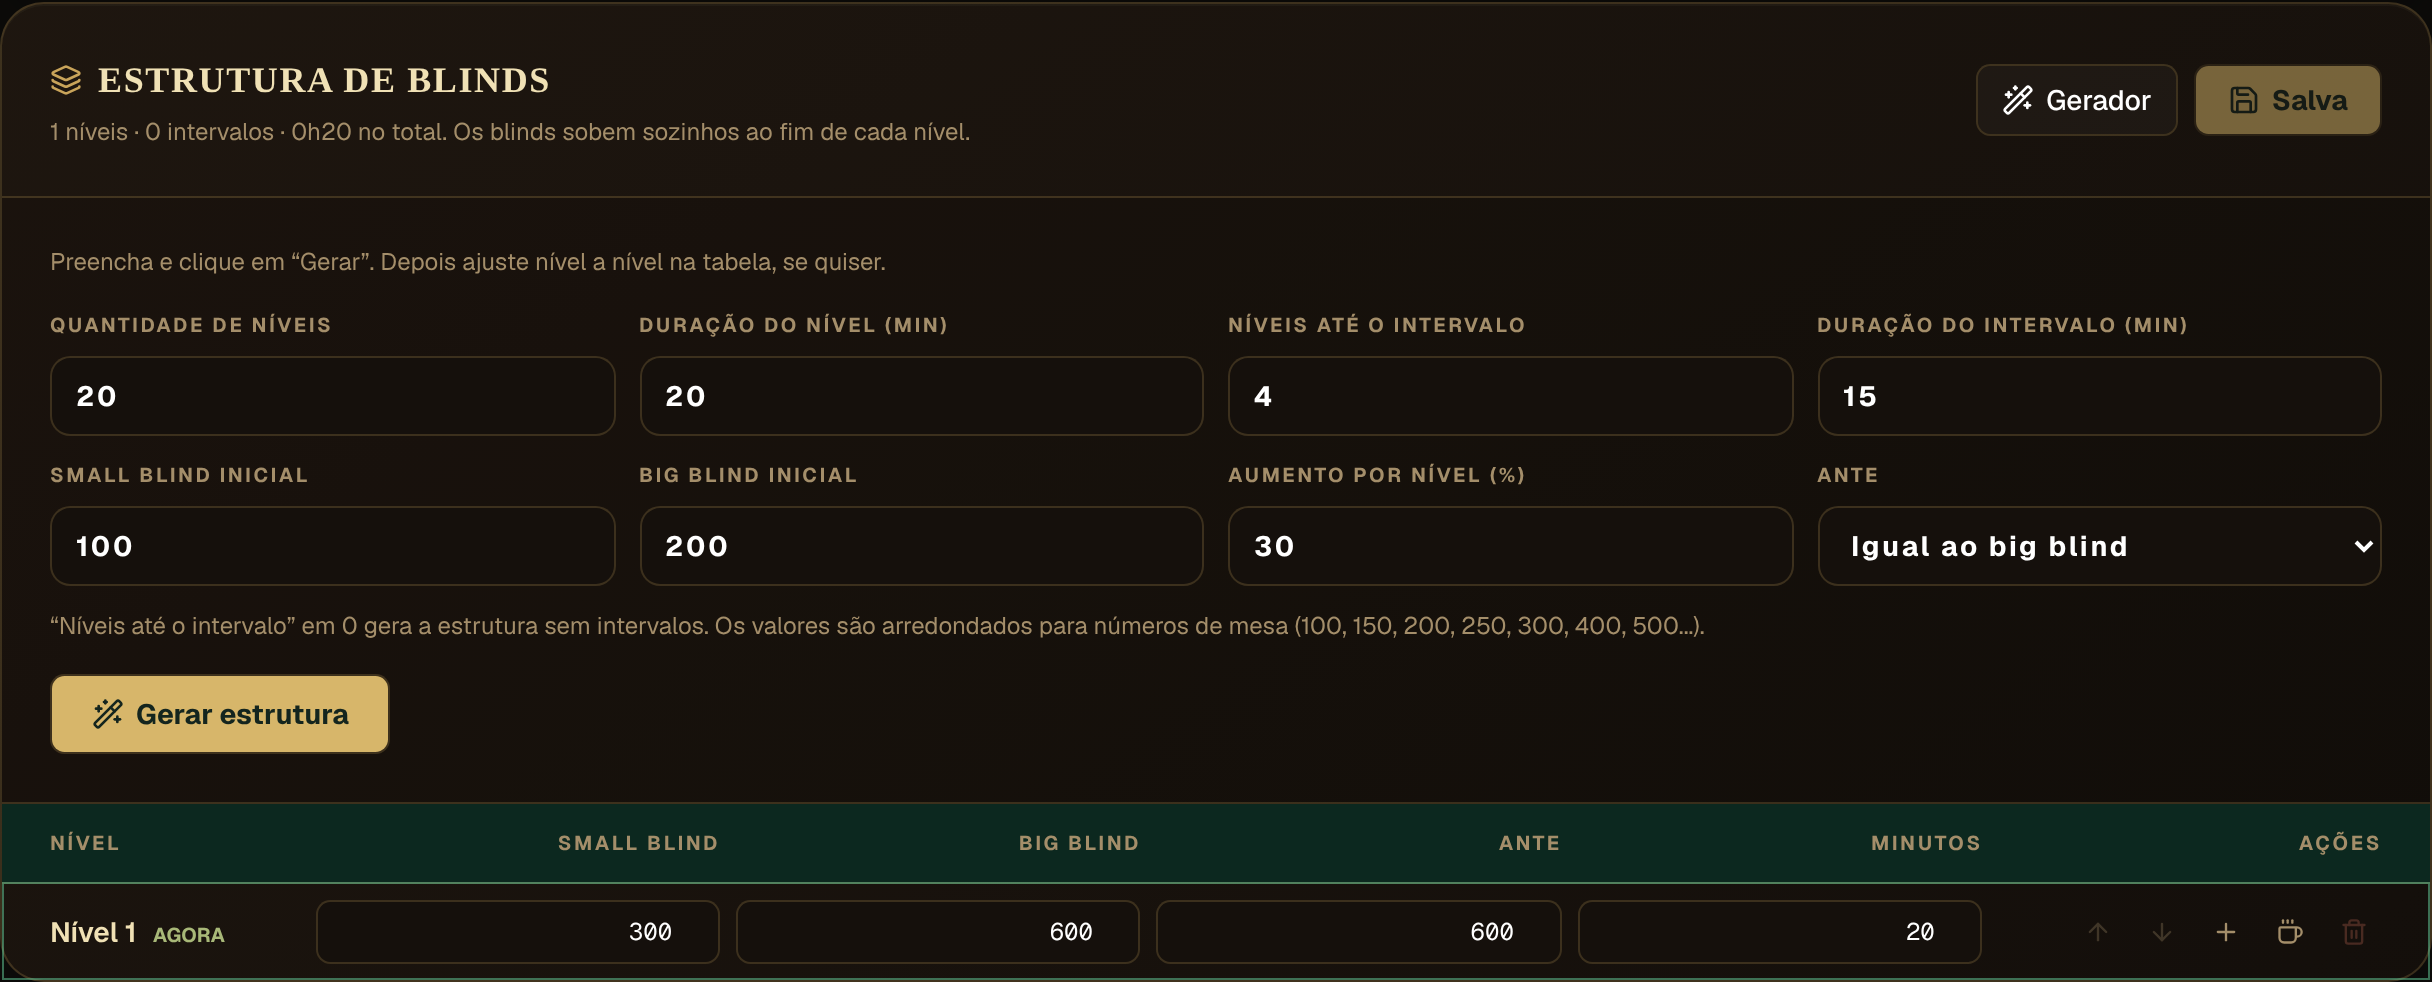 ESTRUTURA DE BLINDS
1 níveis · 0 intervalos · 0h20 no total. Os blinds sobem sozinhos ao fim de cada nível.
Gerador
Salva
Preencha e clique em “Gerar”. Depois ajuste nível a nível na tabela, se quiser.
QUANTIDADE DE NÍVEIS DURAÇÃO DO NÍVEL (MIN) NÍVEIS ATÉ O INTERVALO DURAÇÃO DO INTERVALO (MIN)
20 20 4 15
SMALL BLIND INICIAL BIG BLIND INICIAL AUMENTO POR NÍVEL (%) ANTE
100 200 30 Igual ao big blind
“Níveis até o intervalo” em 0 gera a estrutura sem intervalos. Os valores são arredondados para números de mesa (100, 150, 200, 250, 300, 400, 500…).
Gerar estrutura
NÍVEL SMALL BLIND BIG BLIND ANTE MINUTOS AÇÕES
Nível 1 AGORA 300 600 600 20